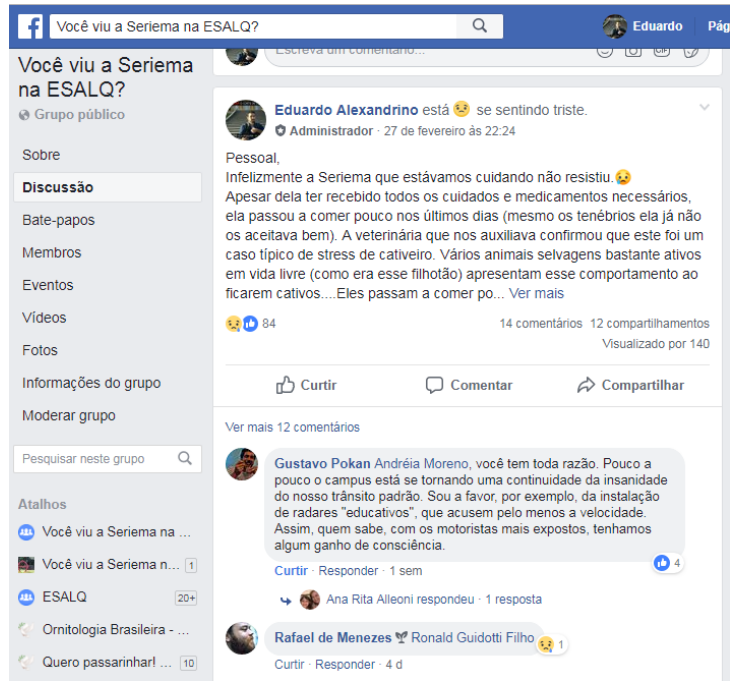 Você viu a Seriema na ESALQ?
Eduardo
Pág
Você viu a Seriema
na ESALQ?
Grupo público
Sobre
Discussão
Bate-papos
Membros
Eventos
Vídeos
Fotos
Informações do grupo
Moderar grupo
Pesquisar neste grupo
Atalhos
Você viu a Seriema na ...
Você viu a Seriema n... 1
ESALQ 20+
Ornitologia Brasileira - ...
Quero passarinhar! ... 10
Escreva um comentário...
Eduardo Alexandrino está 😟 se sentindo triste.
Administrador · 27 de fevereiro às 22:24
Pessoal,
Infelizmente a Seriema que estávamos cuidando não resistiu.😢
Apesar dela ter recebido todos os cuidados e medicamentos necessários,
ela passou a comer pouco nos últimos dias (mesmo os tenébrios ela já não
os aceitava bem). A veterinária que nos auxiliava confirmou que este foi um
caso típico de stress de cativeiro. Vários animais selvagens bastante ativos
em vida livre (como era esse filhotão) apresentam esse comportamento ao
ficarem cativos....Eles passam a comer po... Ver mais
84
14 comentários 12 compartilhamentos
Visualizado por 140
Curtir Comentar Compartilhar
Ver mais 12 comentários
Gustavo Pokan Andréia Moreno, você tem toda razão. Pouco a
pouco o campus está se tornando uma continuidade da insanidade
do nosso trânsito padrão. Sou a favor, por exemplo, da instalação
de radares "educativos", que acusem pelo menos a velocidade.
Assim, quem sabe, com os motoristas mais expostos, tenhamos
algum ganho de consciência.
4
Curtir · Responder · 1 sem
Ana Rita Alleoni respondeu · 1 resposta
Rafael de Menezes Ronald Guidotti Filho
1
Curtir · Responder · 4 d